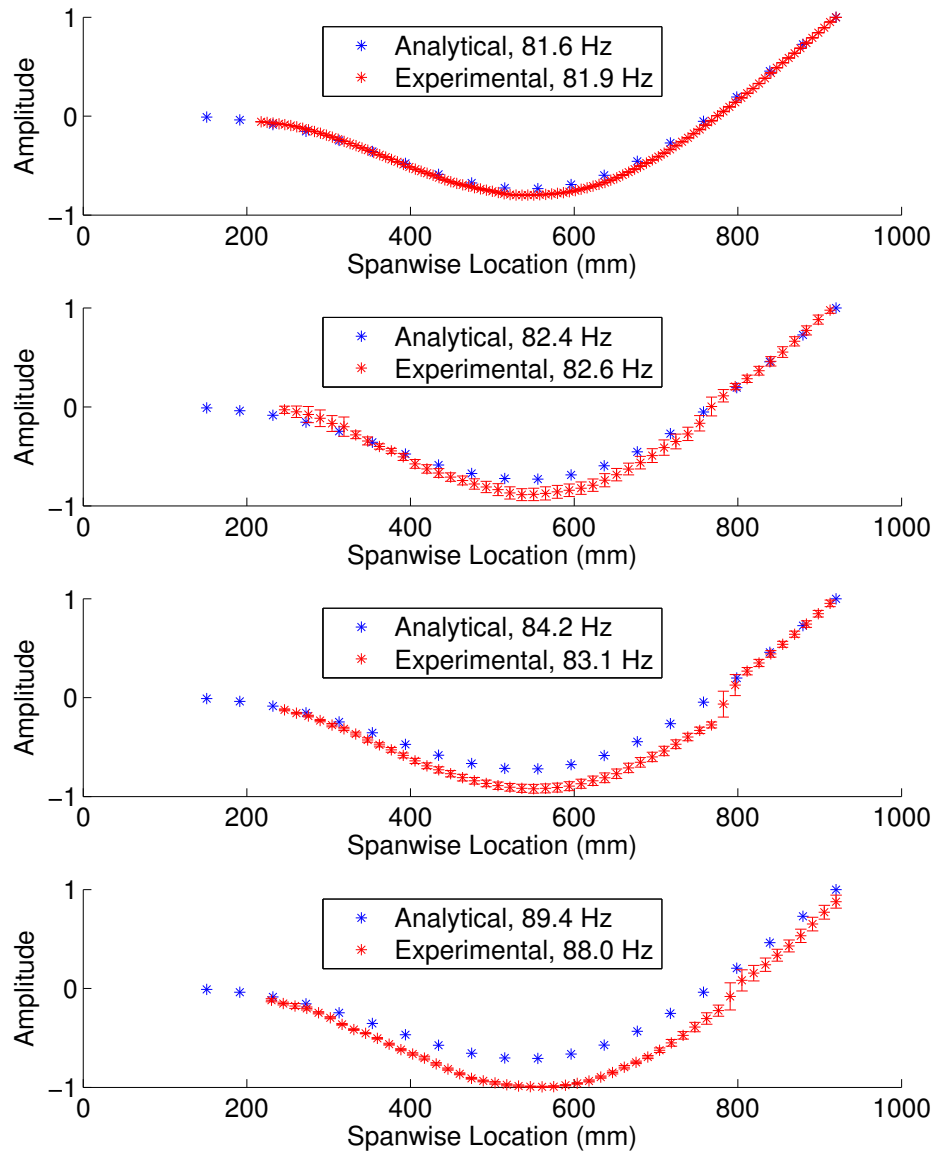 1
Analytical, 81.6 Hz
Experimental, 81.9 Hz
Amplitude
0
−1
0 200 400 600 800 1000
Spanwise Location (mm)
1
Analytical, 82.4 Hz
Experimental, 82.6 Hz
Amplitude
0
−1
0 200 400 600 800 1000
Spanwise Location (mm)
1
Analytical, 84.2 Hz
Experimental, 83.1 Hz
Amplitude
0
−1
0 200 400 600 800 1000
Spanwise Location (mm)
1
Analytical, 89.4 Hz
Experimental, 88.0 Hz
Amplitude
0
−1
0 200 400 600 800 1000
Spanwise Location (mm)